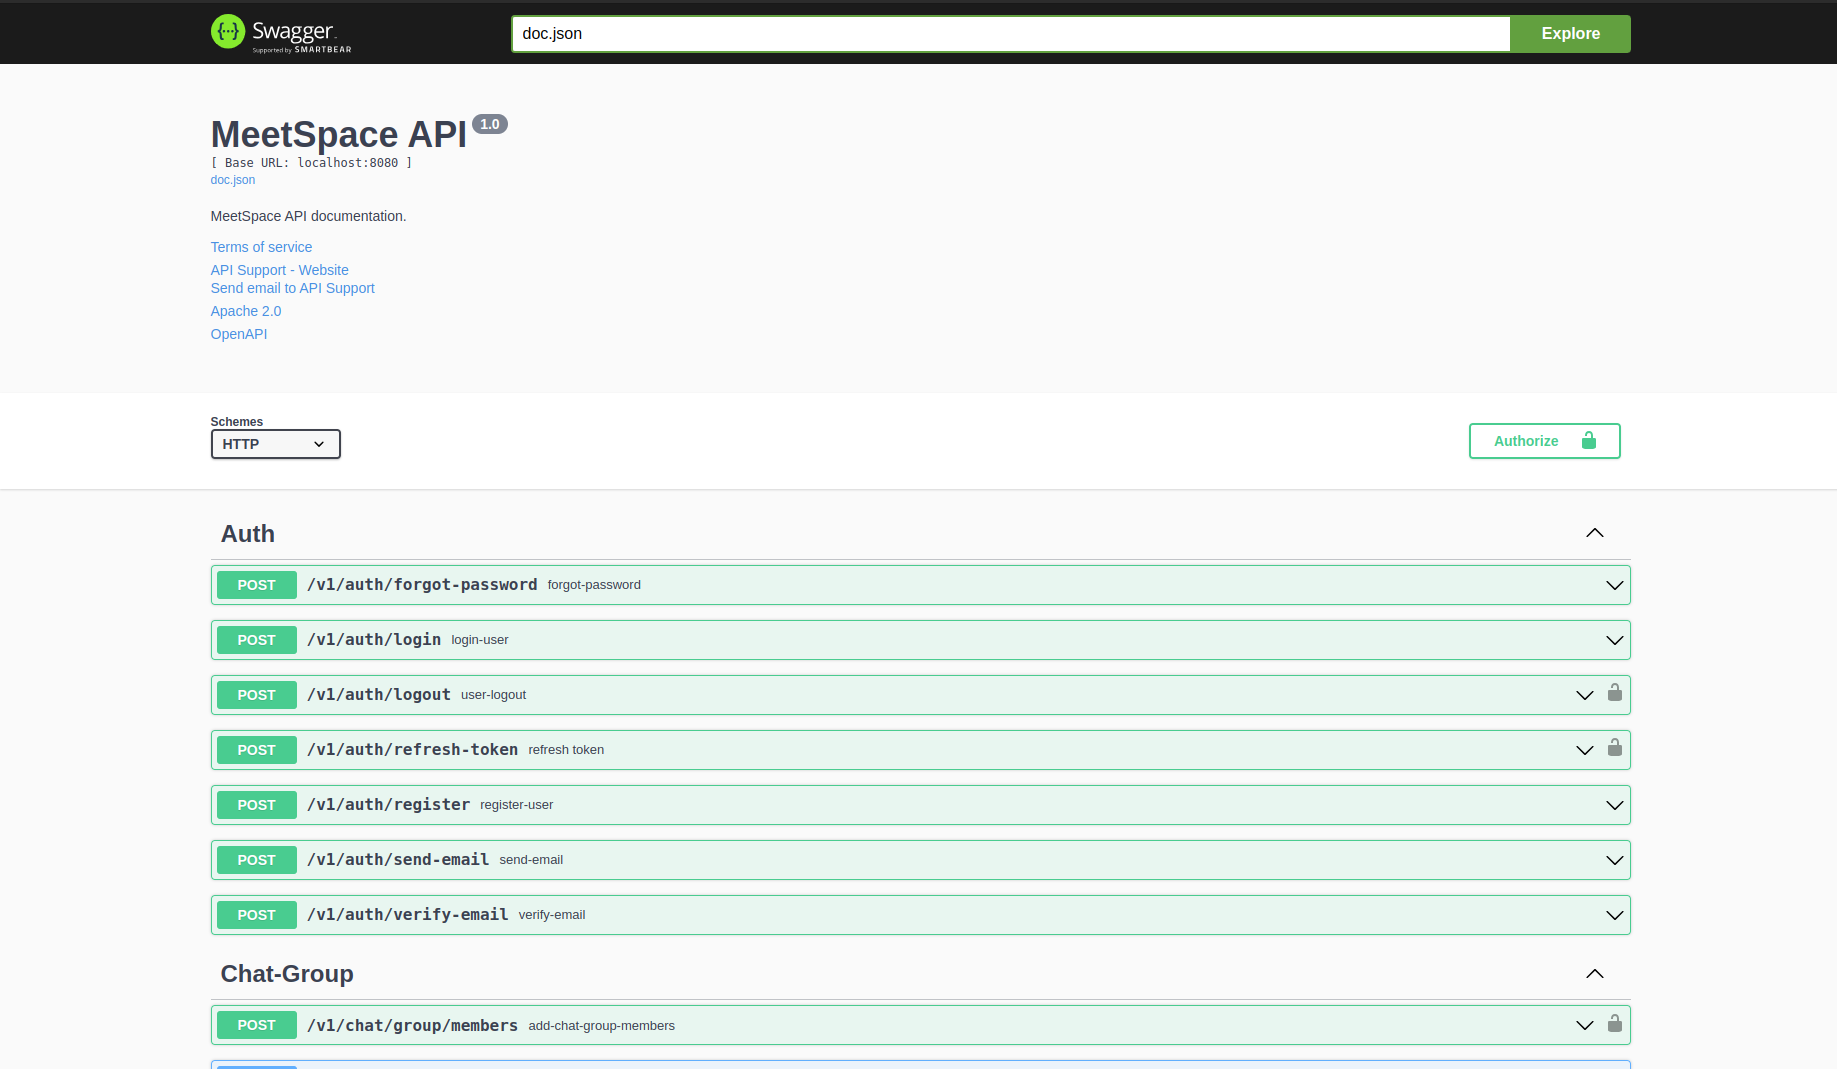 Swagger
Supported by SMARTBEAR
doc.json
Explore
MeetSpace API 1.0
[ Base URL: localhost:8080 ]
doc.json
MeetSpace API documentation.
Terms of service
API Support - Website
Send email to API Support
Apache 2.0
OpenAPI
Schemes
HTTP
Authorize
Auth
POST /v1/auth/forgot-password forgot-password
POST /v1/auth/login login-user
POST /v1/auth/logout user-logout
POST /v1/auth/refresh-token refresh token
POST /v1/auth/register register-user
POST /v1/auth/send-email send-email
POST /v1/auth/verify-email verify-email
Chat-Group
POST /v1/chat/group/members add-chat-group-members